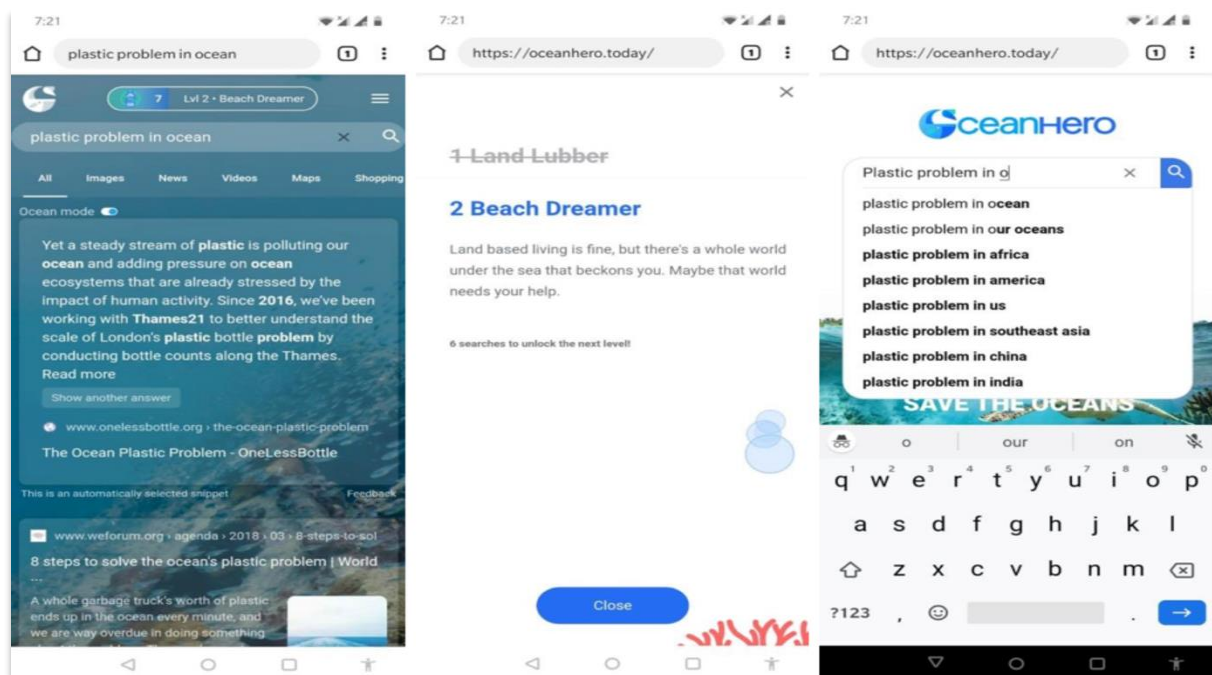 7:21
plastic problem in ocean
1
7 Lvl 2 • Beach Dreamer
plastic problem in ocean
All Images News Videos Maps Shopping
Ocean mode
Yet a steady stream of plastic is polluting our
ocean and adding pressure on ocean
ecosystems that are already stressed by the
impact of human activity. Since 2016, we've been
working with Thames21 to better understand the
scale of London's plastic bottle problem by
conducting bottle counts along the Thames.
Read more
Show another answer
www.onelessbottle.org › the-ocean-plastic-problem
The Ocean Plastic Problem - OneLessBottle
This is an automatically selected snippet Feedback
www.weforum.org › agenda › 2018 › 03 › 8-steps-to-sol
8 steps to solve the ocean's plastic problem | World
...
A whole garbage truck's worth of plastic
ends up in the ocean every minute, and
we are way overdue in doing something
7:21
https://oceanhero.today/
1
1 Land Lubber
2 Beach Dreamer
Land based living is fine, but there's a whole world
under the sea that beckons you. Maybe that world
needs your help.
6 searches to unlock the next level!
Close
7:21
https://oceanhero.today/
1
OceanHero
Plastic problem in o
plastic problem in ocean
plastic problem in our oceans
plastic problem in africa
plastic problem in america
plastic problem in us
plastic problem in southeast asia
plastic problem in china
plastic problem in india
SAVE THE OCEANS
o our on
q1 w2 e3 r4 t5 y6 u7 i8 o9 p0
a s d f g h j k l
z x c v b n m
?123 , .